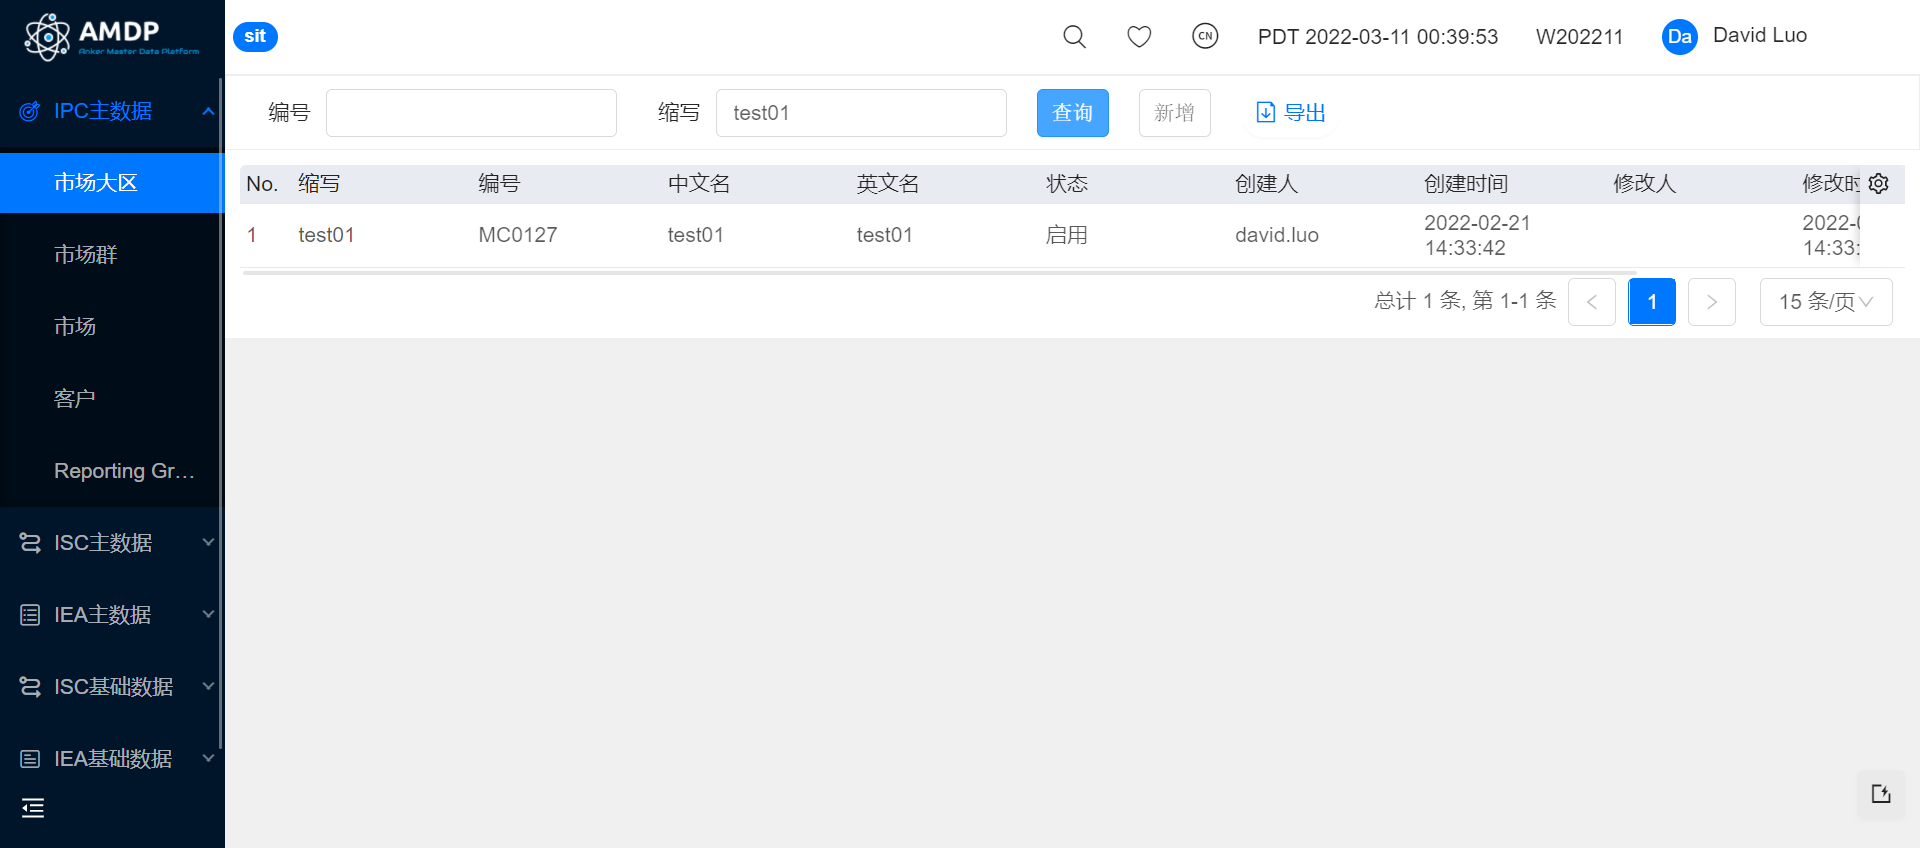 AMDP
Anker Master Data Platform
sit
CN
PDT 2022-03-11 00:39:53
W202211
Da
David Luo
IPC主数据
市场大区
市场群
市场
客户
Reporting Gr...
ISC主数据
IEA主数据
ISC基础数据
IEA基础数据
编号
缩写 test01
查询
新增
导出
No. 缩写 编号 中文名 英文名 状态 创建人 创建时间 修改人 修改时
1 test01 MC0127 test01 test01 启用 david.luo 2022-02-21 2022-0
14:33:42 14:33:
总计 1 条, 第 1-1 条 < 1 > 15 条/页